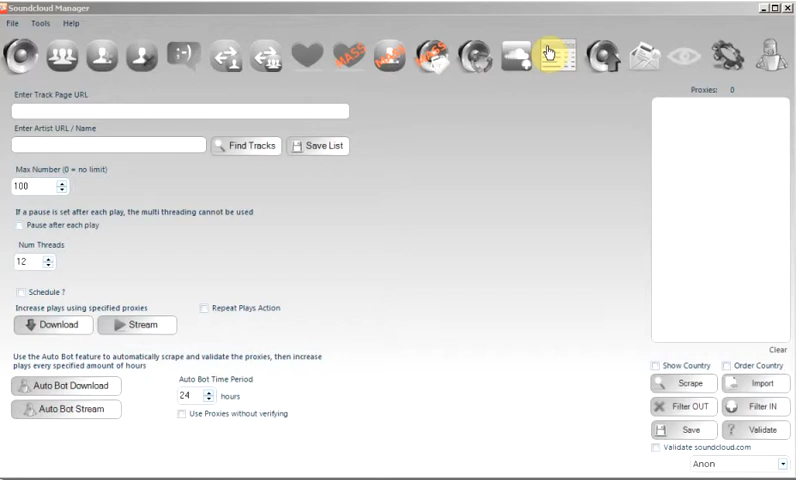 Soundcloud Manager
File Tools Help
;-)
MASS MASS MASS
Enter Track Page URL
Proxies: 0
Enter Artist URL / Name
Find Tracks Save List
Max Number (0 = no limit)
100
If a pause is set after each play, the multi threading cannot be used
Pause after each play
Num Threads
12
Schedule ?
Increase plays using specified proxies Repeat Plays Action
Download Stream
Clear
Use the Auto Bot feature to automatically scrape and validate the proxies, then increase
plays every specified amount of hours
Show Country Order Country
Auto Bot Download
Auto Bot Time Period
24 hours
Scrape Import
Auto Bot Stream
Use Proxies without verifying
Filter OUT Filter IN
Save Validate
Validate soundcloud.com
Anon